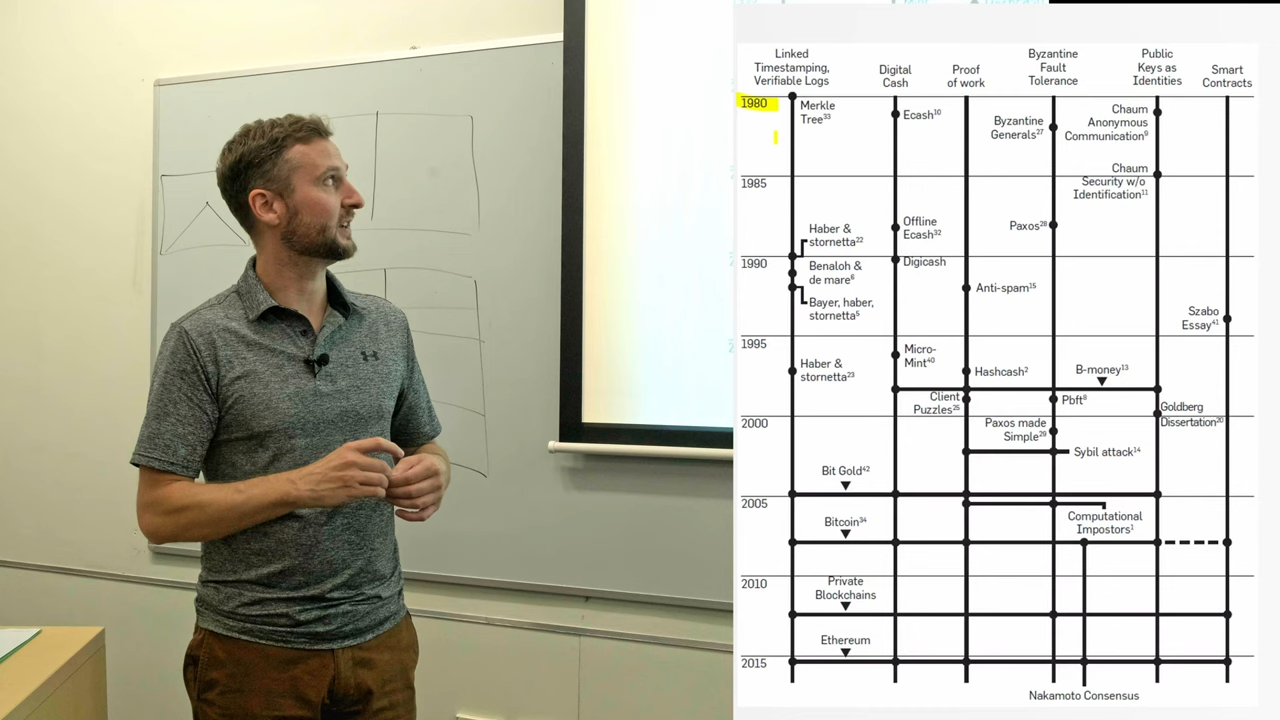 Linked
Timestamping,
Verifiable Logs
Digital
Cash
Proof
of work
Byzantine
Fault
Tolerance
Public
Keys as
Identities
Smart
Contracts
1980
Merkle
Tree33
Ecash10
Byzantine
Generals27
Chaum
Anonymous
Communication9
1985
Chaum
Security w/o
Identification11
Haber &
stornetta22
Offline
Ecash32
Paxos28
1990
Benaloh &
de mare6
Digicash
Anti-spam15
Bayer, haber,
stornetta5
Szabo
Essay41
1995
Haber &
stornetta23
Micro-
Mint40
Hashcash2
B-money13
Client
Puzzles25
Pbft8
Goldberg
Dissertation20
2000
Paxos made
Simple29
Sybil attack14
Bit Gold42
2005
Bitcoin34
Computational
Impostors1
2010
Private
Blockchains
Ethereum
2015
Nakamoto Consensus